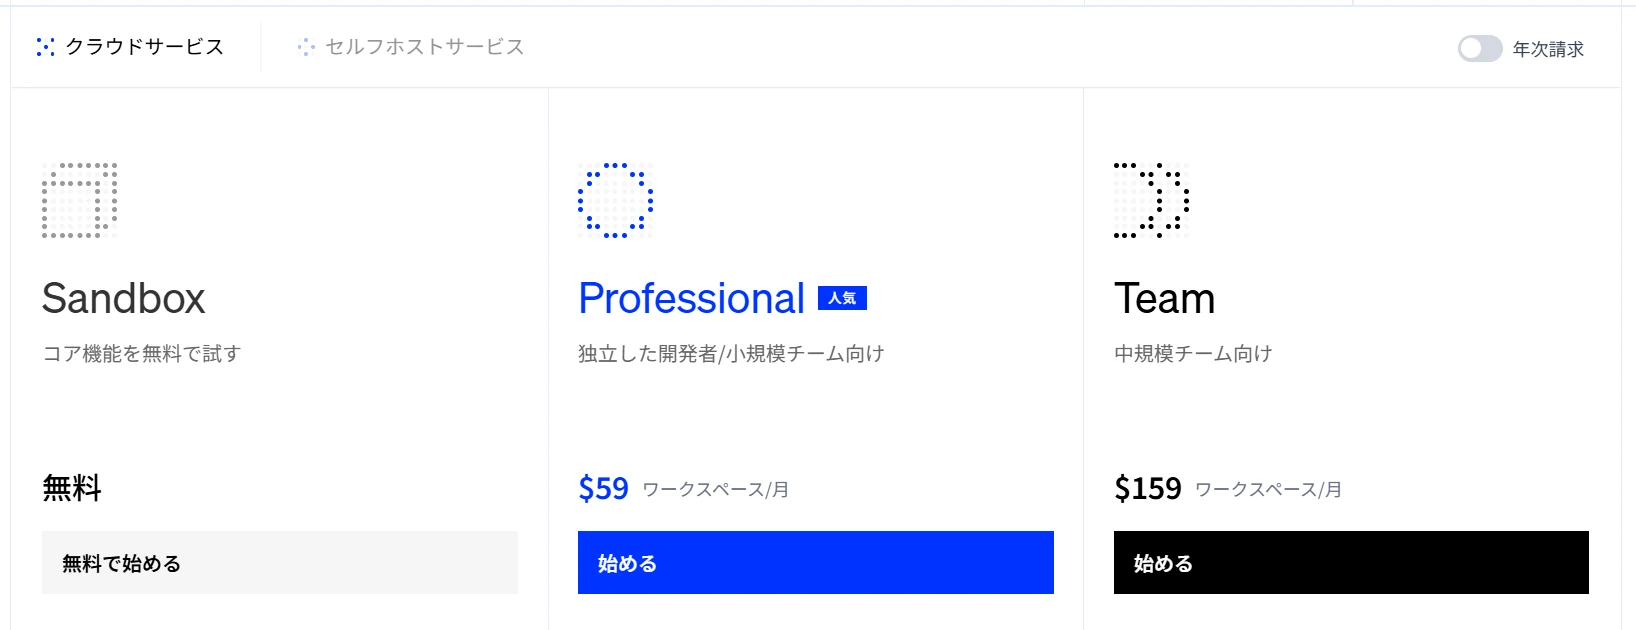 クラウドサービス
セルフホストサービス
年次請求
Sandbox
コア機能を無料で試す
無料
無料で始める
Professional 人気
独立した開発者/小規模チーム向け
$59 ワークスペース/月
始める
Team
中規模チーム向け
$159 ワークスペース/月
始める